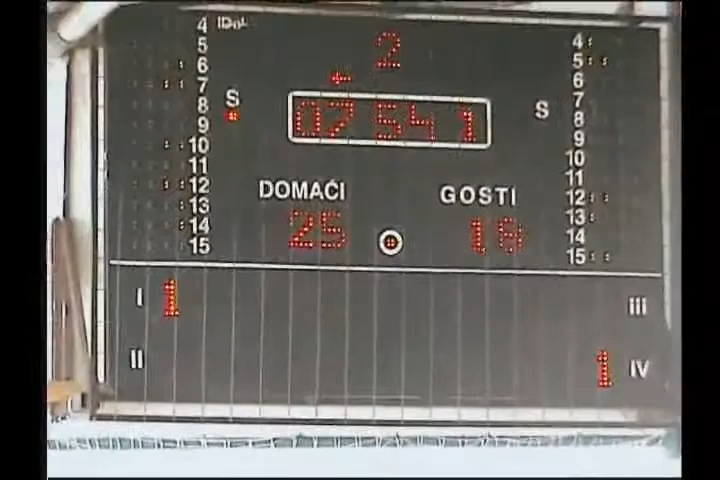 4 IDOL 2 4
5 5
6 ← 6
7 7
8 S 07 54 1 S 8
9 9
10 10
11 11
12 DOMAĆI GOSTI 12
13 13
14 25 18 14
15 15
I 1 III
II 1 IV